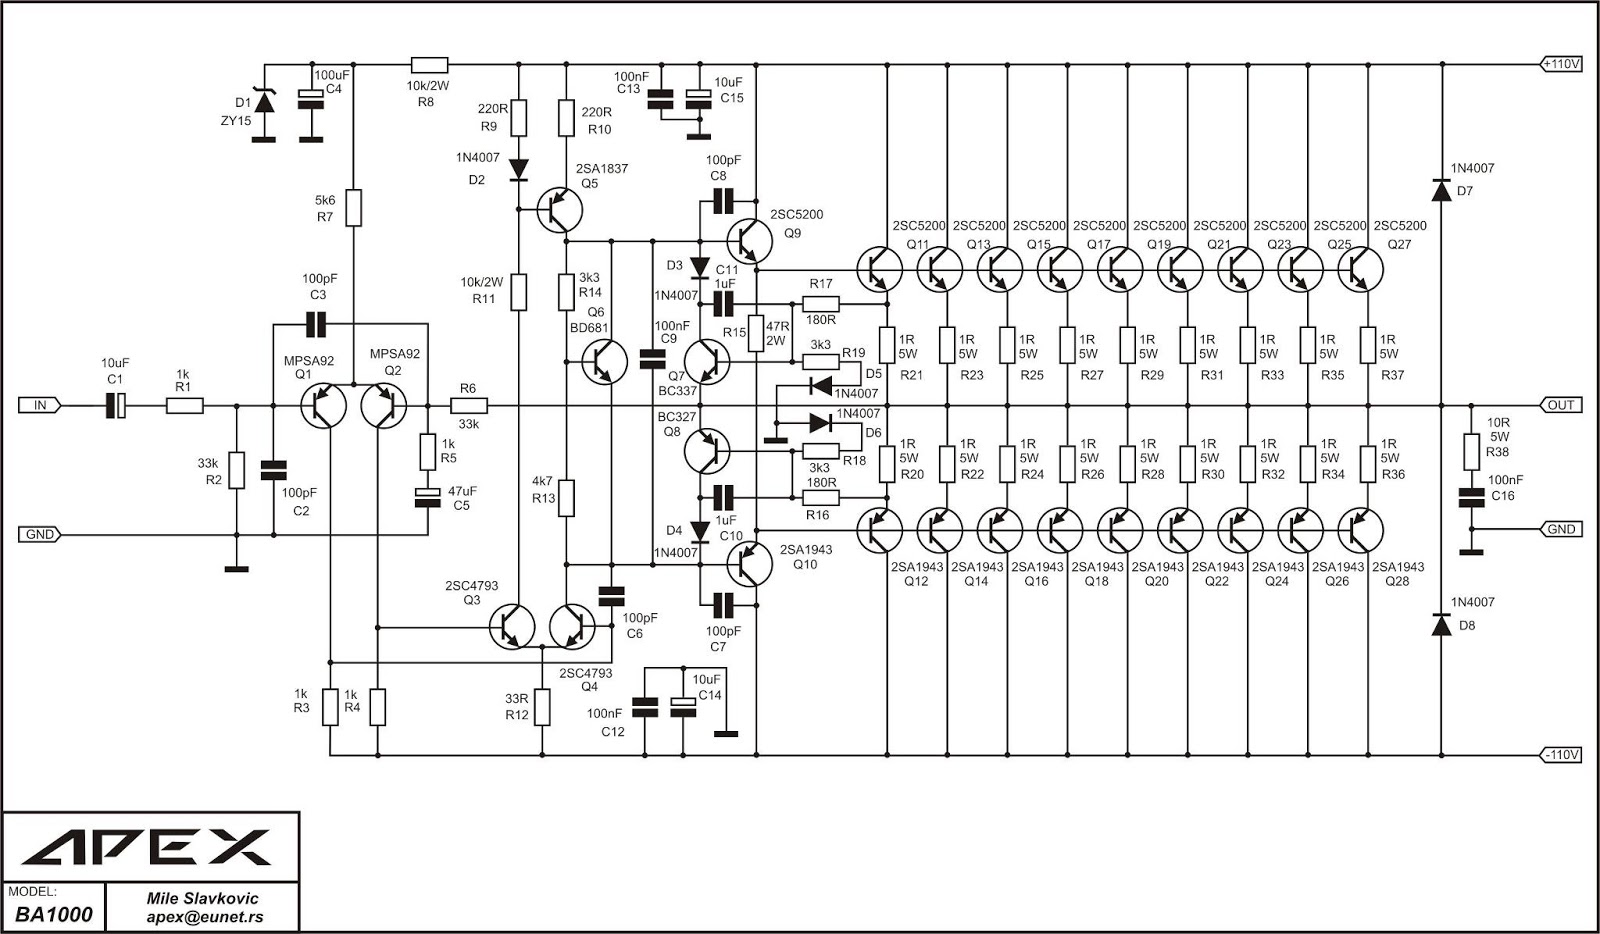 +110V
100uF
C4
D1
ZY15
10k/2W
R8
220R
R9
220R
R10
100nF
C13
10uF
C15
1N4007
D2
2SA1837
Q5
100pF
C8
2SC5200
Q9
1N4007
D7
5k6
R7
2SC5200
Q11
2SC5200
Q13
2SC5200
Q15
2SC5200
Q17
2SC5200
Q19
2SC5200
Q21
2SC5200
Q23
2SC5200
Q25
2SC5200
Q27
100pF
C3
10k/2W
R11
3k3
R14
D3
1N4007
C11
1uF
R17
180R
Q6
BD681
100nF
C9
R15
47R
2W
MPSA92
Q1
MPSA92
Q2
10uF
C1
1k
R1
R6
33k
Q7
BC337
3k3
R19
D5
1N4007
1R
5W
R21
1R
5W
R23
1R
5W
R25
1R
5W
R27
1R
5W
R29
1R
5W
R31
1R
5W
R33
1R
5W
R35
1R
5W
R37
IN
OUT
BC327
Q8
1N4007
D6
3k3
R18
180R
R16
10R
5W
R38
33k
R2
100pF
C2
1k
R5
47uF
C5
4k7
R13
1R
5W
R20
1R
5W
R22
1R
5W
R24
1R
5W
R26
1R
5W
R28
1R
5W
R30
1R
5W
R32
1R
5W
R34
1R
5W
R36
100nF
C16
GND
GND
D4
1N4007
1uF
C10
2SA1943
Q10
2SA1943
Q12
2SA1943
Q14
2SA1943
Q16
2SA1943
Q18
2SA1943
Q20
2SA1943
Q22
2SA1943
Q24
2SA1943
Q26
2SA1943
Q28
2SC4793
Q3
100pF
C6
100pF
C7
1N4007
D8
2SC4793
Q4
1k
R3
1k
R4
33R
R12
100nF
C12
10uF
C14
-110V
APEX
MODEL:
BA1000
Mile Slavkovic
apex@eunet.rs